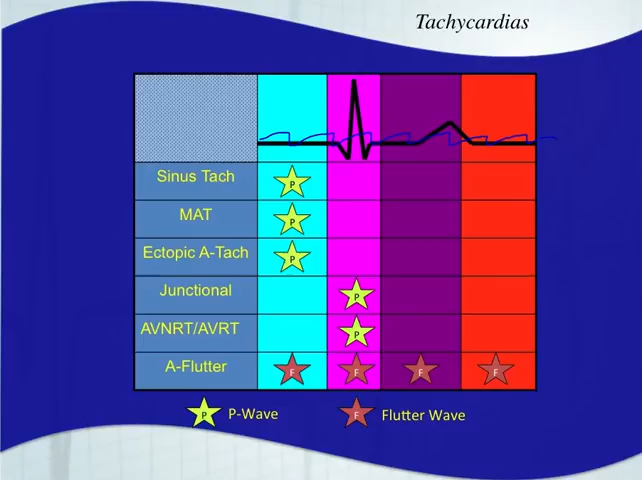 Tachycardias
Sinus Tach
P
MAT
P
Ectopic A-Tach
P
Junctional
P
AVNRT/AVRT
P
A-Flutter
F F F F
P P-Wave F Flutter Wave